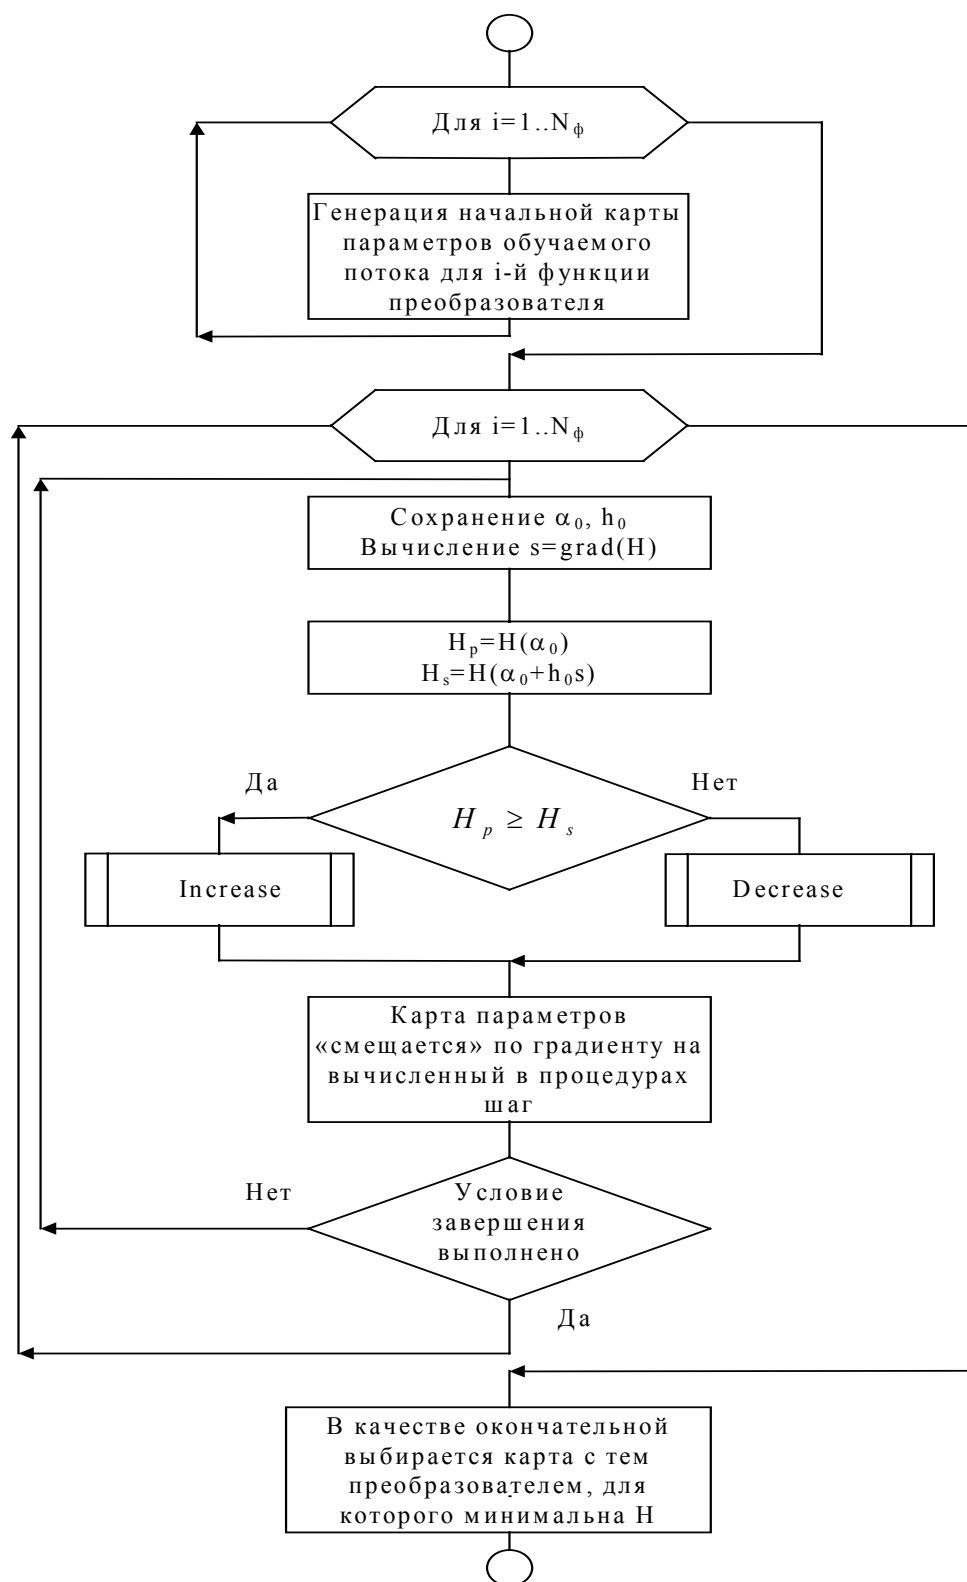 Для i=1..Nф
Генерация начальной карты
параметров обучаемого
потока для i-й функции
преобразователя
Для i=1..Nф
Сохранение α₀, h₀
Вычисление s=grad(H)
Hₚ=H(α₀)
Hₛ=H(α₀+h₀s)
Да
Нет
Hₚ ≥ Hₛ
Increase
Decrease
Карта параметров
«смещается» по градиенту на
вычисленный в процедурах
шаг
Нет
Условие
завершения
выполнено
Да
В качестве окончательной
выбирается карта с тем
преобразователем, для
которого минимальна H